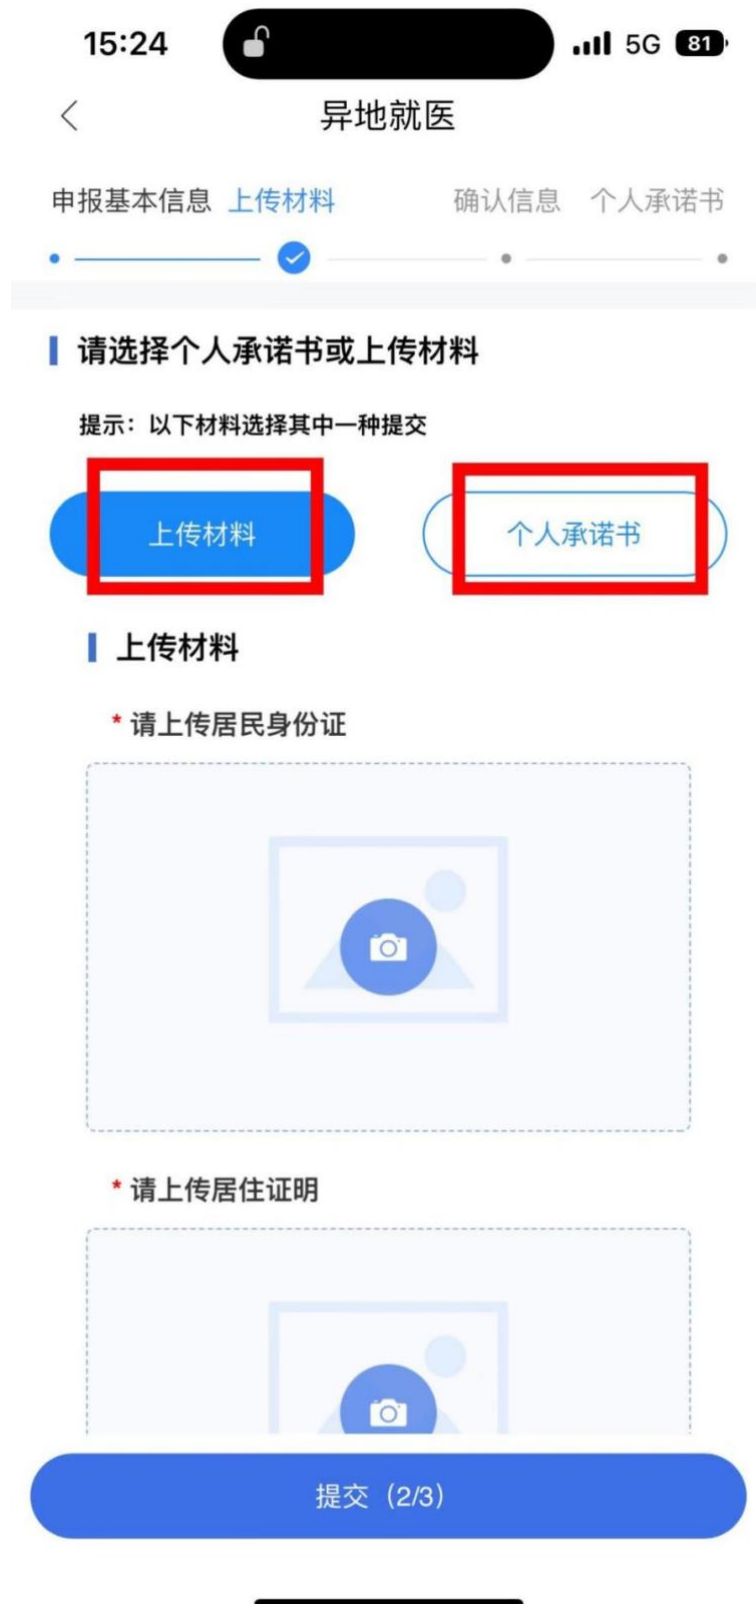 15:24 5G 81
异地就医
申报基本信息 上传材料 确认信息 个人承诺书
请选择个人承诺书或上传材料
提示：以下材料选择其中一种提交
上传材料 个人承诺书
上传材料
* 请上传居民身份证
* 请上传居住证明
提交（2/3）